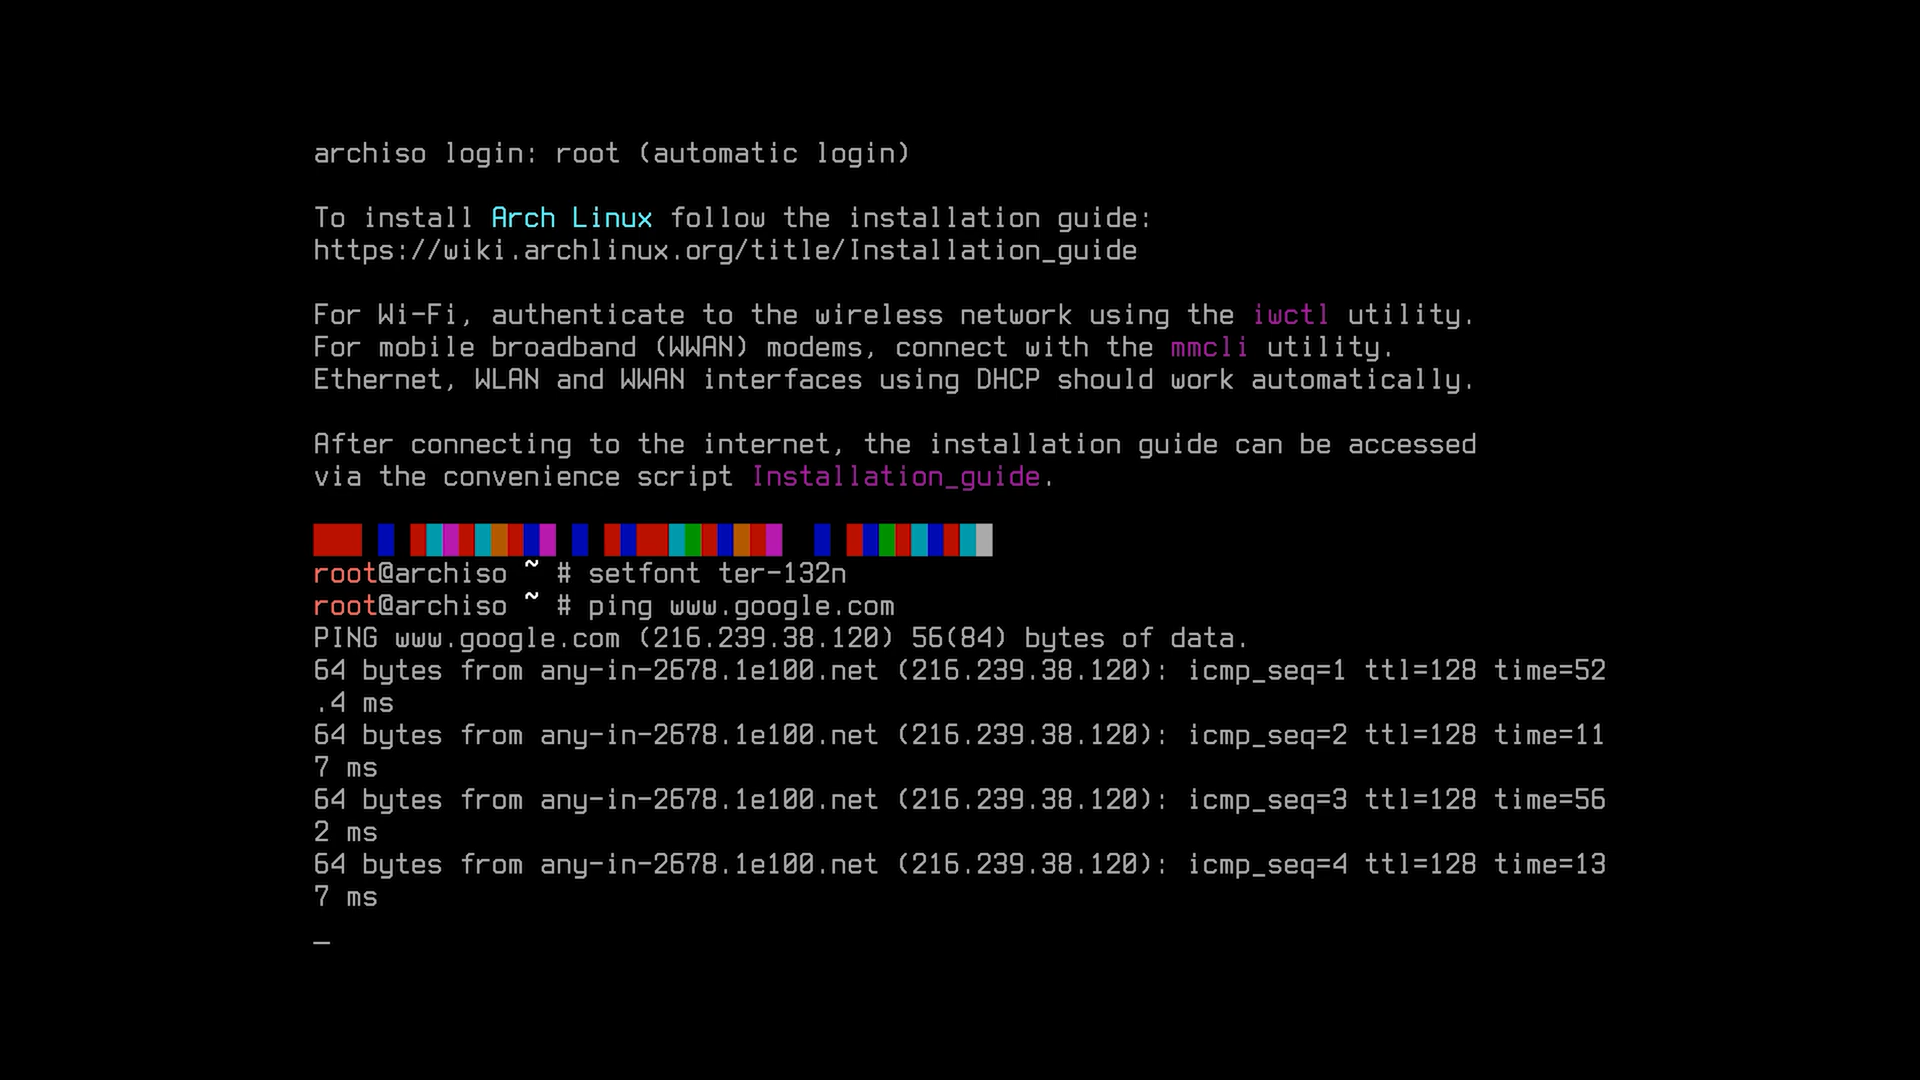 archiso login: root (automatic login)
To install Arch Linux follow the installation guide:
https://wiki.archlinux.org/title/Installation_guide
For Wi-Fi, authenticate to the wireless network using the iwctl utility.
For mobile broadband (WWAN) modems, connect with the mmcli utility.
Ethernet, WLAN and WWAN interfaces using DHCP should work automatically.
After connecting to the internet, the installation guide can be accessed
via the convenience script Installation_guide.
root@archiso ~ # setfont ter-132n
root@archiso ~ # ping www.google.com
PING www.google.com (216.239.38.120) 56(84) bytes of data.
64 bytes from any-in-2678.1e100.net (216.239.38.120): icmp_seq=1 ttl=128 time=52
.4 ms
64 bytes from any-in-2678.1e100.net (216.239.38.120): icmp_seq=2 ttl=128 time=11
7 ms
64 bytes from any-in-2678.1e100.net (216.239.38.120): icmp_seq=3 ttl=128 time=56
2 ms
64 bytes from any-in-2678.1e100.net (216.239.38.120): icmp_seq=4 ttl=128 time=13
7 ms
_